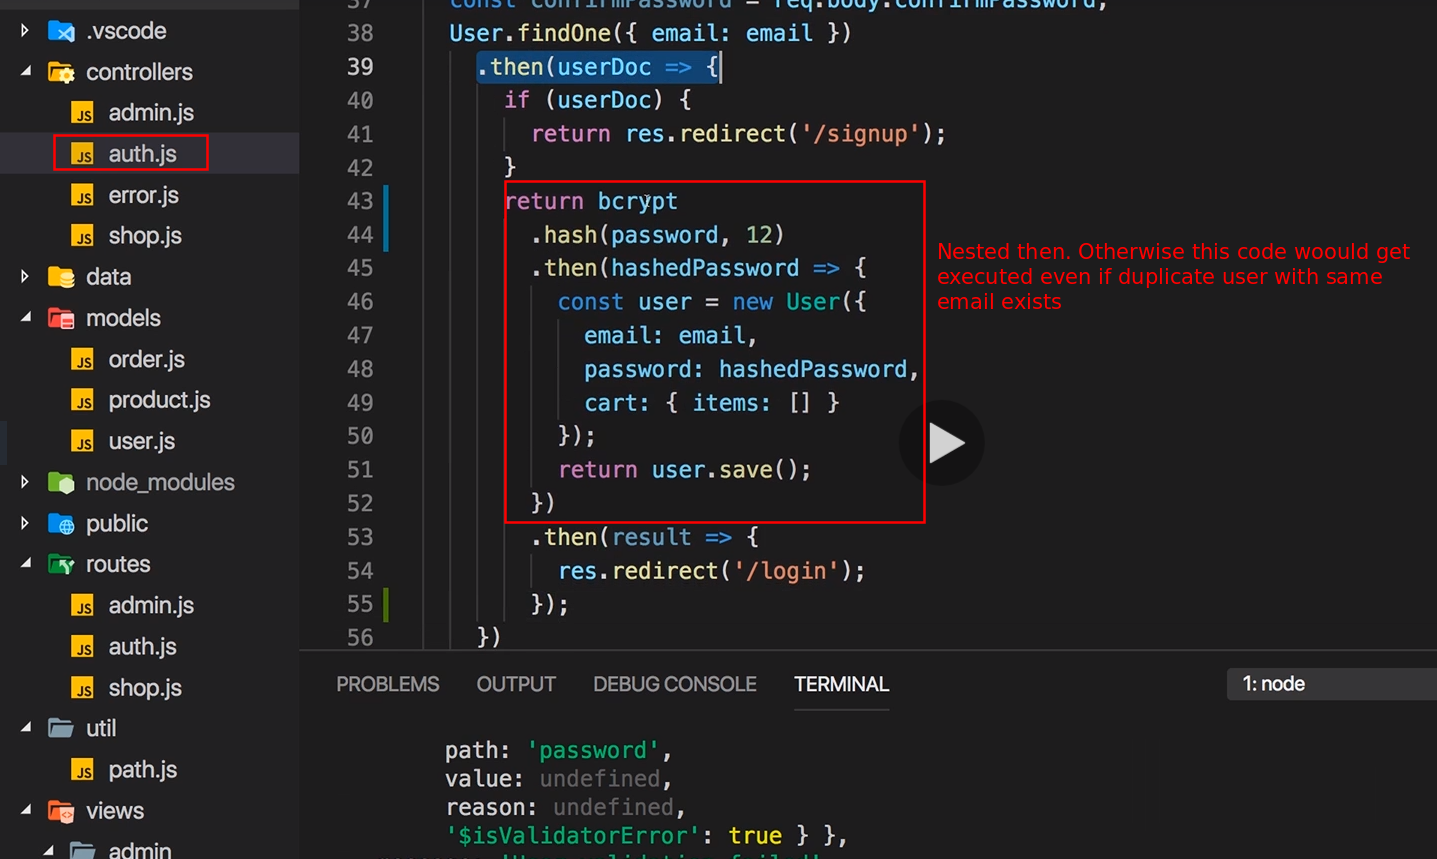 .vscode
controllers
admin.js
auth.js
error.js
shop.js
data
models
order.js
product.js
user.js
node_modules
public
routes
admin.js
auth.js
shop.js
util
path.js
views
admin
37 const confirmPassword = req.body.confirmPassword;
38 User.findOne({ email: email })
39 .then(userDoc => {
40 if (userDoc) {
41 return res.redirect('/signup');
42 }
43 return bcrypt
44 .hash(password, 12)
45 .then(hashedPassword => {
46 const user = new User({
47 email: email,
48 password: hashedPassword,
49 cart: { items: [] }
50 });
51 return user.save();
52 })
53 .then(result => {
54 res.redirect('/login');
55 });
56 })
Nested then. Otherwise this code woould get
executed even if duplicate user with same
email exists
PROBLEMS OUTPUT DEBUG CONSOLE TERMINAL 1: node
path: 'password',
value: undefined,
reason: undefined,
'$isValidatorError': true } },